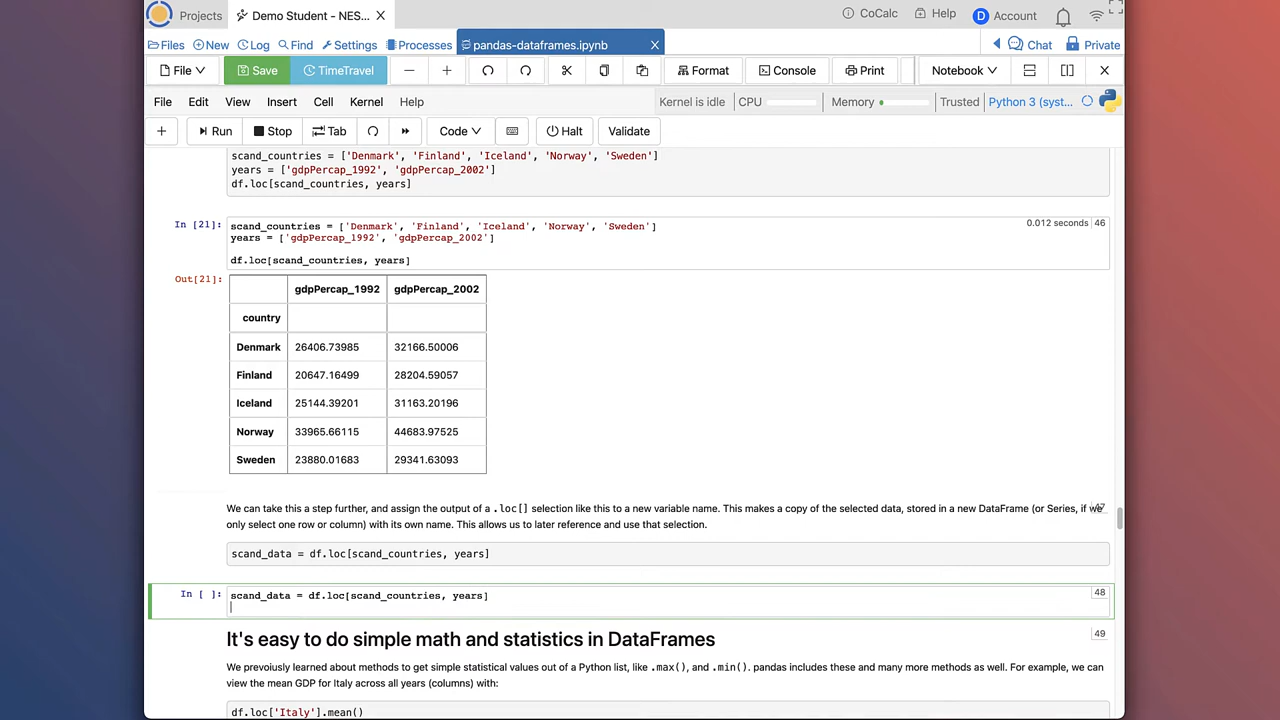 Projects
Demo Student - NES...
CoCalc
Help
D Account
Files
New
Log
Find
Settings
Processes
pandas-dataframes.ipynb
Chat
Private
File
Save
TimeTravel
Format
Console
Print
Notebook
File Edit View Insert Cell Kernel Help
Kernel is idle
CPU
Memory
Trusted
Python 3 (syst...
Run
Stop
Tab
Code
Halt
Validate
scand_countries = ['Denmark', 'Finland', 'Iceland', 'Norway', 'Sweden']
years = ['gdpPercap_1992', 'gdpPercap_2002']
df.loc[scand_countries, years]
In [21]:
scand_countries = ['Denmark', 'Finland', 'Iceland', 'Norway', 'Sweden']
0.012 seconds 46
years = ['gdpPercap_1992', 'gdpPercap_2002']
df.loc[scand_countries, years]
Out[21]:
gdpPercap_1992 gdpPercap_2002
country
Denmark 26406.73985 32166.50006
Finland 20647.16499 28204.59057
Iceland 25144.39201 31163.20196
Norway 33965.66115 44683.97525
Sweden 23880.01683 29341.63093
We can take this a step further, and assign the output of a .loc[] selection like this to a new variable name. This makes a copy of the selected data, stored in a new DataFrame (or Series, if we
only select one row or column) with its own name. This allows us to later reference and use that selection.
scand_data = df.loc[scand_countries, years]
In [ ]:
scand_data = df.loc[scand_countries, years]
48
It's easy to do simple math and statistics in DataFrames
49
We prevoiusly learned about methods to get simple statistical values out of a Python list, like .max(), and .min(). pandas includes these and many more methods as well. For example, we can
view the mean GDP for Italy across all years (columns) with:
df.loc['Italy'].mean()